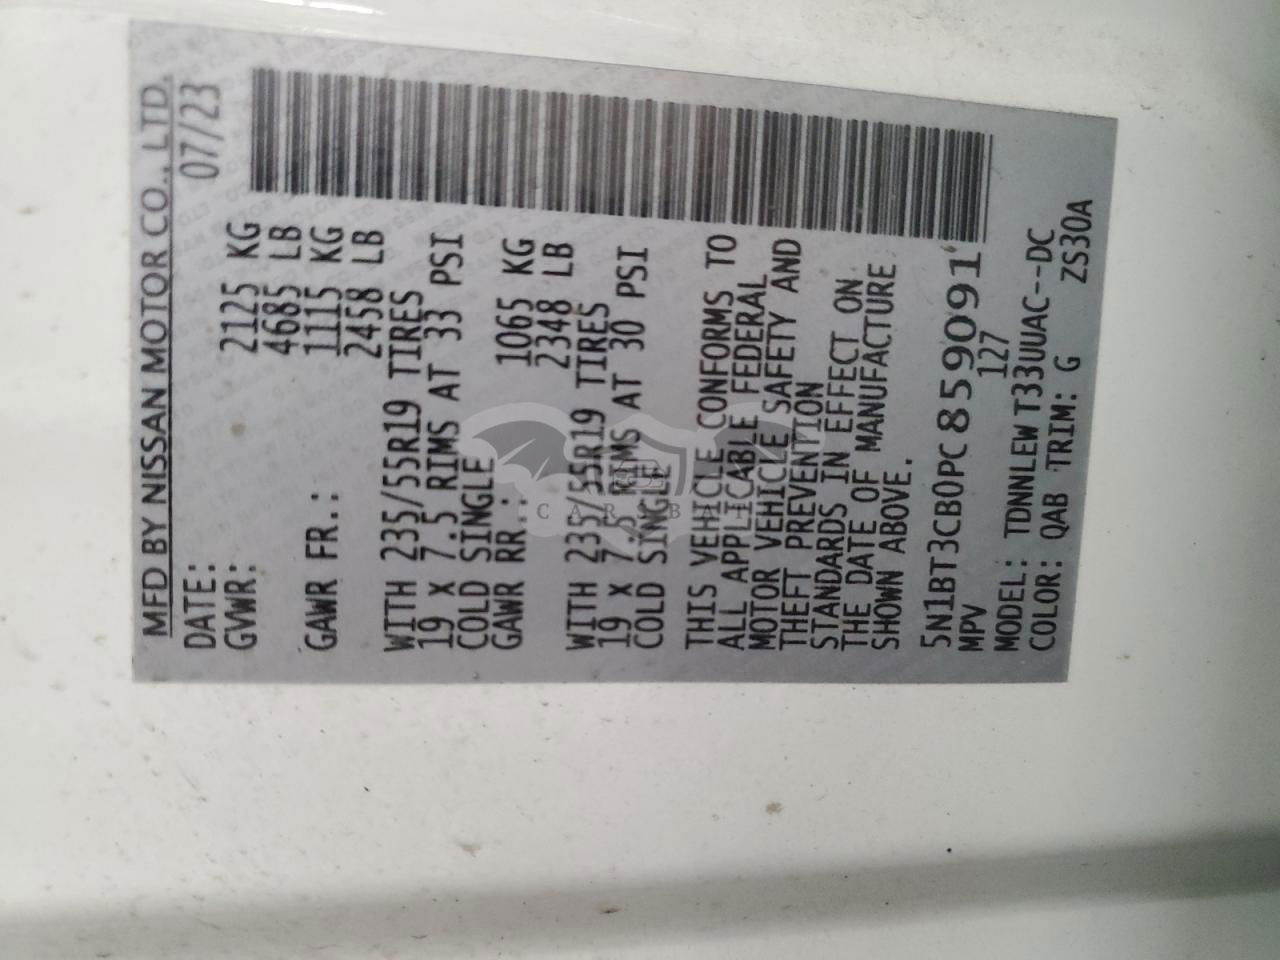 MFD BY NISSAN MOTOR CO., LTD.
DATE: 07/23
GVWR: 2125 KG
4685 LB
GAWR FR.: 1115 KG
2458 LB
WITH 235/55R19 TIRES
19 X 7.5 RIMS AT 33 PSI
COLD SINGLE
GAWR RR.: 1065 KG
2348 LB
WITH 235/55R19 TIRES
19 X 7.5 RIMS AT 30 PSI
COLD SINGLE
THIS VEHICLE CONFORMS TO
ALL APPLICABLE FEDERAL
MOTOR VEHICLE SAFETY AND
THEFT PREVENTION
STANDARDS IN EFFECT ON
THE DATE OF MANUFACTURE
SHOWN ABOVE.
5N1BT3CB0PC859091
MPV 127
MODEL: TDNNLEW T33UUAC--DC
COLOR: QAB TRIM: G ZS30A
CARSBAT